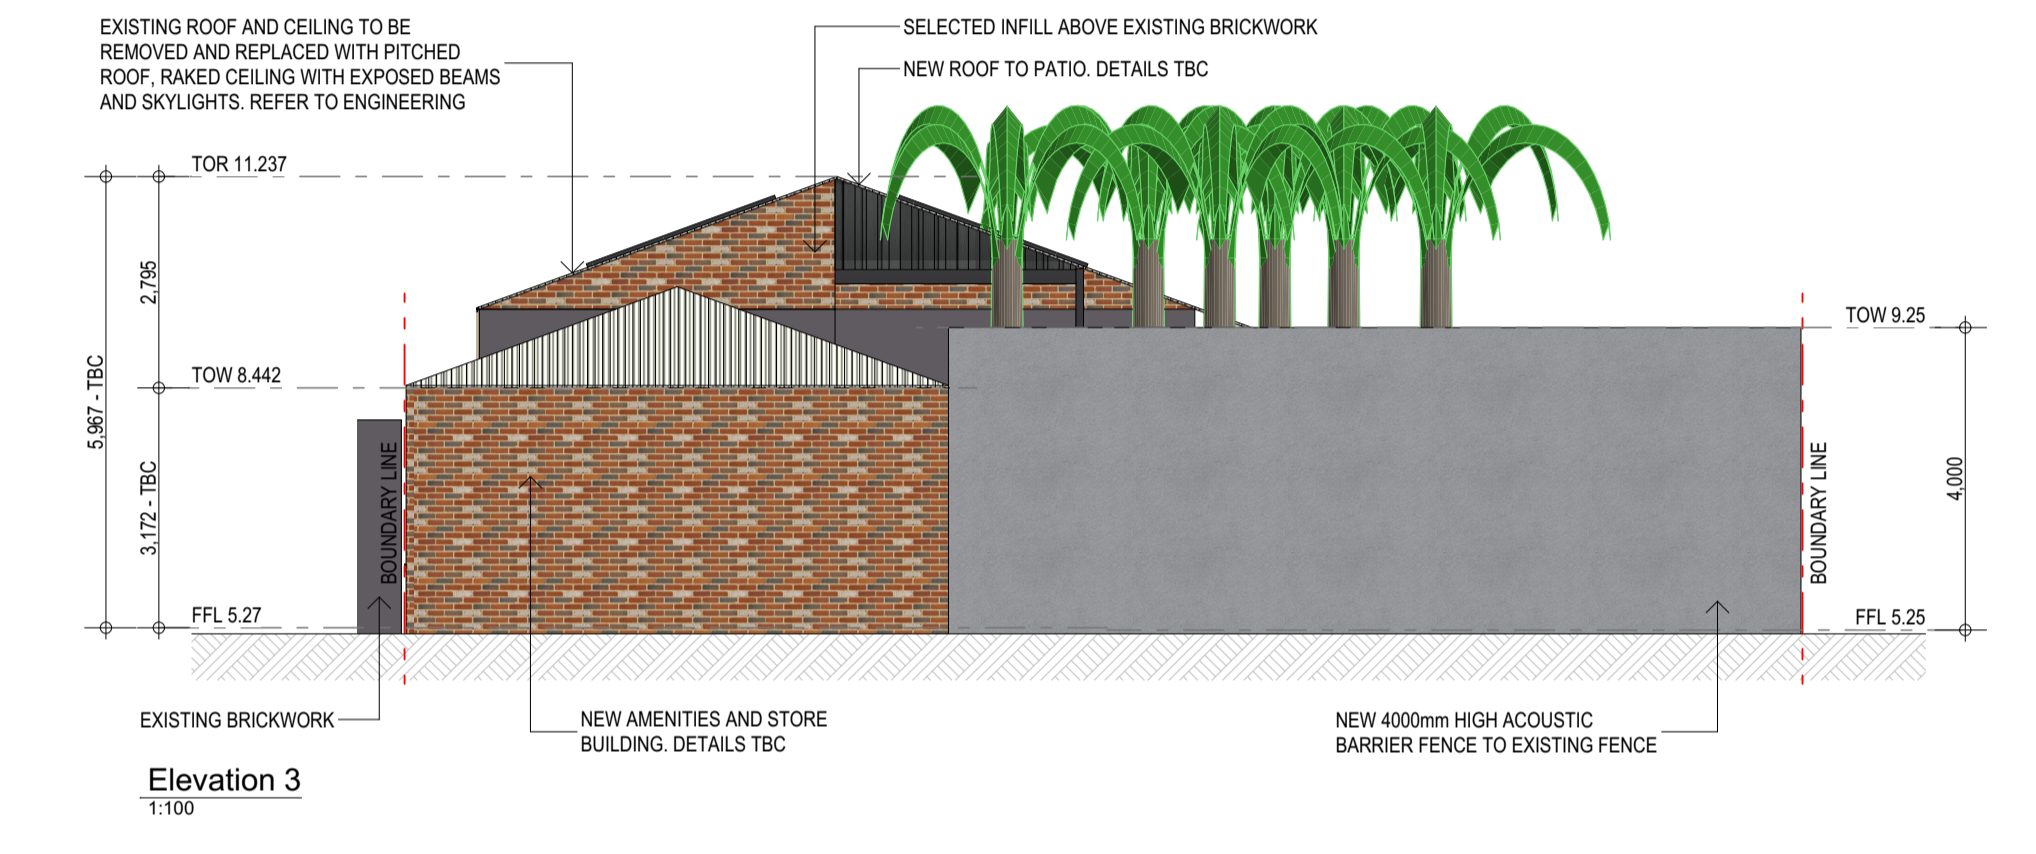 EXISTING ROOF AND CEILING TO BE
REMOVED AND REPLACED WITH PITCHED
ROOF, RAKED CEILING WITH EXPOSED BEAMS
AND SKYLIGHTS. REFER TO ENGINEERING
SELECTED INFILL ABOVE EXISTING BRICKWORK
NEW ROOF TO PATIO. DETAILS TBC
TOR 11.237
2,795
TOW 9.25
5,967 - TBC
TOW 8.442
3,172 - TBC
BOUNDARY LINE
BOUNDARY LINE
4,000
FFL 5.27
FFL 5.25
EXISTING BRICKWORK
NEW AMENITIES AND STORE
BUILDING. DETAILS TBC
NEW 4000mm HIGH ACOUSTIC
BARRIER FENCE TO EXISTING FENCE
Elevation 3
1:100